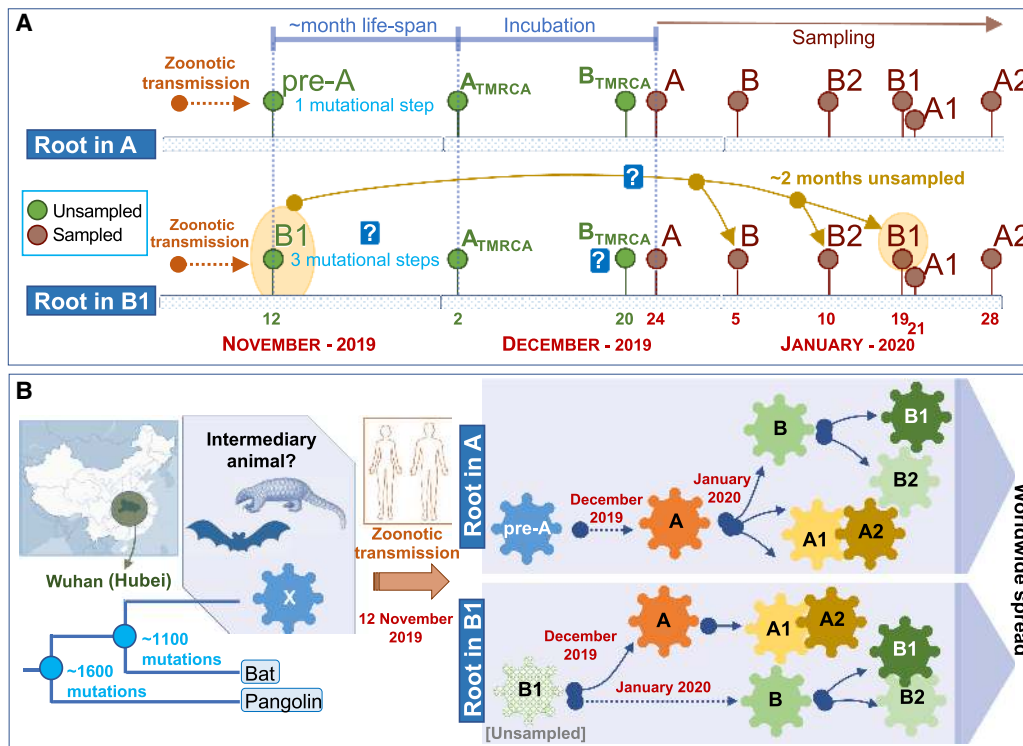 A
~month life-span
Incubation
Sampling
Zoonotic
transmission
pre-A
1 mutational step
A TMRCA
B TMRCA
A
B
B2
B1
A1
A2
Root in A
?
~2 months unsampled
Unsampled
Sampled
Zoonotic
transmission
B1
?
3 mutational steps
A TMRCA
B TMRCA
?
A
B
B2
B1
A1
A2
Root in B1
12
2
20
24
5
10
19
21
28
NOVEMBER - 2019
DECEMBER - 2019
JANUARY - 2020
B
Wuhan (Hubei)
Intermediary
animal?
X
~1100
mutations
~1600
mutations
Bat
Pangolin
Zoonotic
transmission
12 November
2019
Root in A
pre-A
December
2019
A
January
2020
B
B1
B2
A1
A2
Root in B1
B1
[Unsampled]
December
2019
A
A1
A2
January 2020
B
B1
B2
Worldwide spread